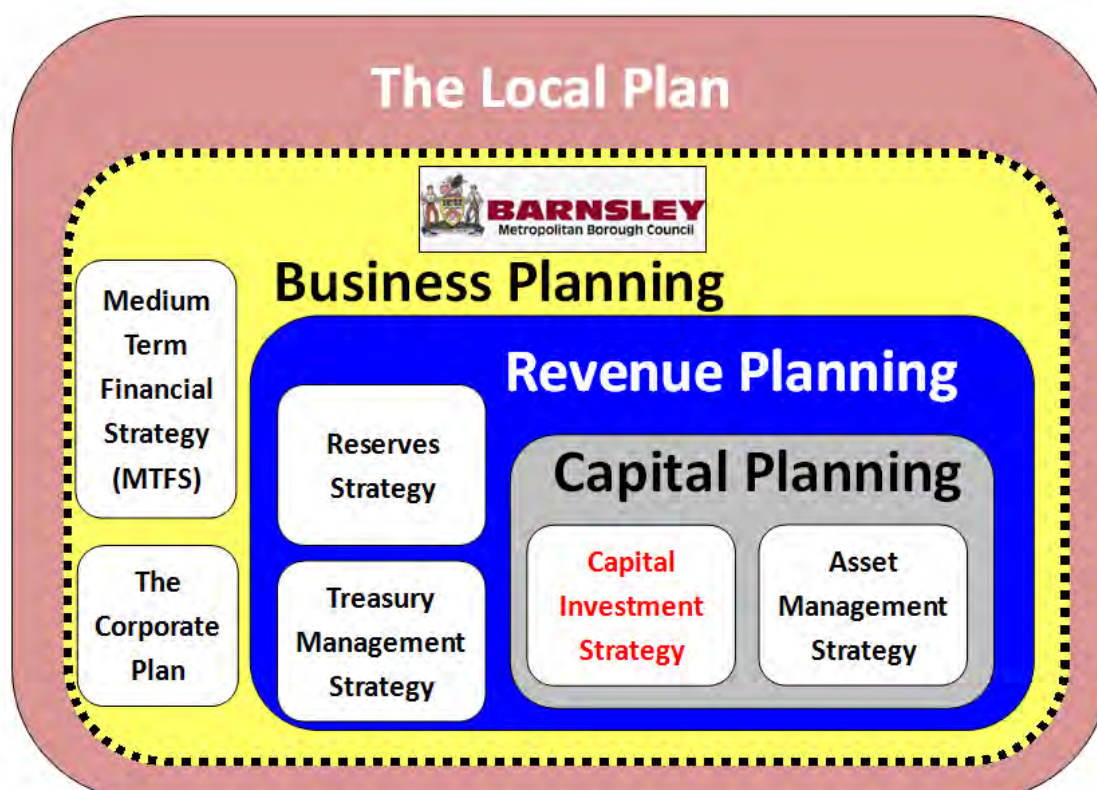 The Local Plan
BARNSLEY
Metropolitan Borough Council
Business Planning
Medium
Term
Financial
Strategy
(MTFS)
The
Corporate
Plan
Revenue Planning
Reserves
Strategy
Treasury
Management
Strategy
Capital Planning
Capital
Investment
Strategy
Asset
Management
Strategy